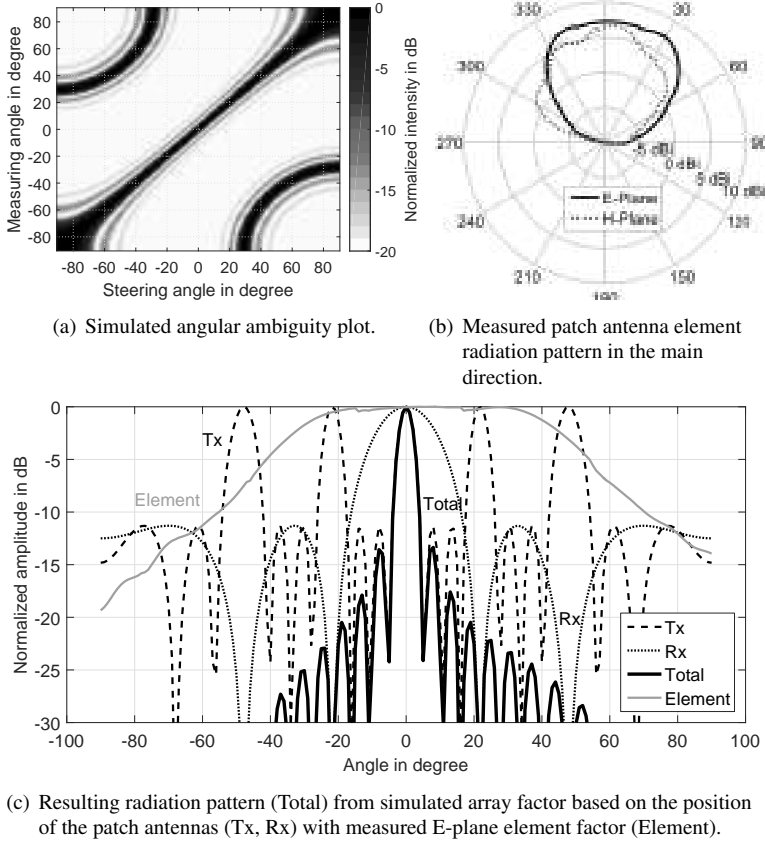 Measuring angle in degree
80
60
40
20
0
-20
-40
-60
-80
-80 -60 -40 -20 0 20 40 60 80
Steering angle in degree
0
-5
-10
-15
-20
Normalized intensity in dB
(a) Simulated angular ambiguity plot.
330
30
300
60
270
90
240
210
150
-5 dBi
0 dBi
5 dBi
10 dBi
E-Plane
H-Plane
(b) Measured patch antenna element
radiation pattern in the main
direction.
Normalized amplitude in dB
0
-5
-10
-15
-20
-25
-30
-100 -80 -60 -40 -20 0 20 40 60 80 100
Angle in degree
Tx
Element
Total
Rx
Tx
Rx
Total
Element
(c) Resulting radiation pattern (Total) from simulated array factor based on the position
of the patch antennas (Tx, Rx) with measured E-plane element factor (Element).